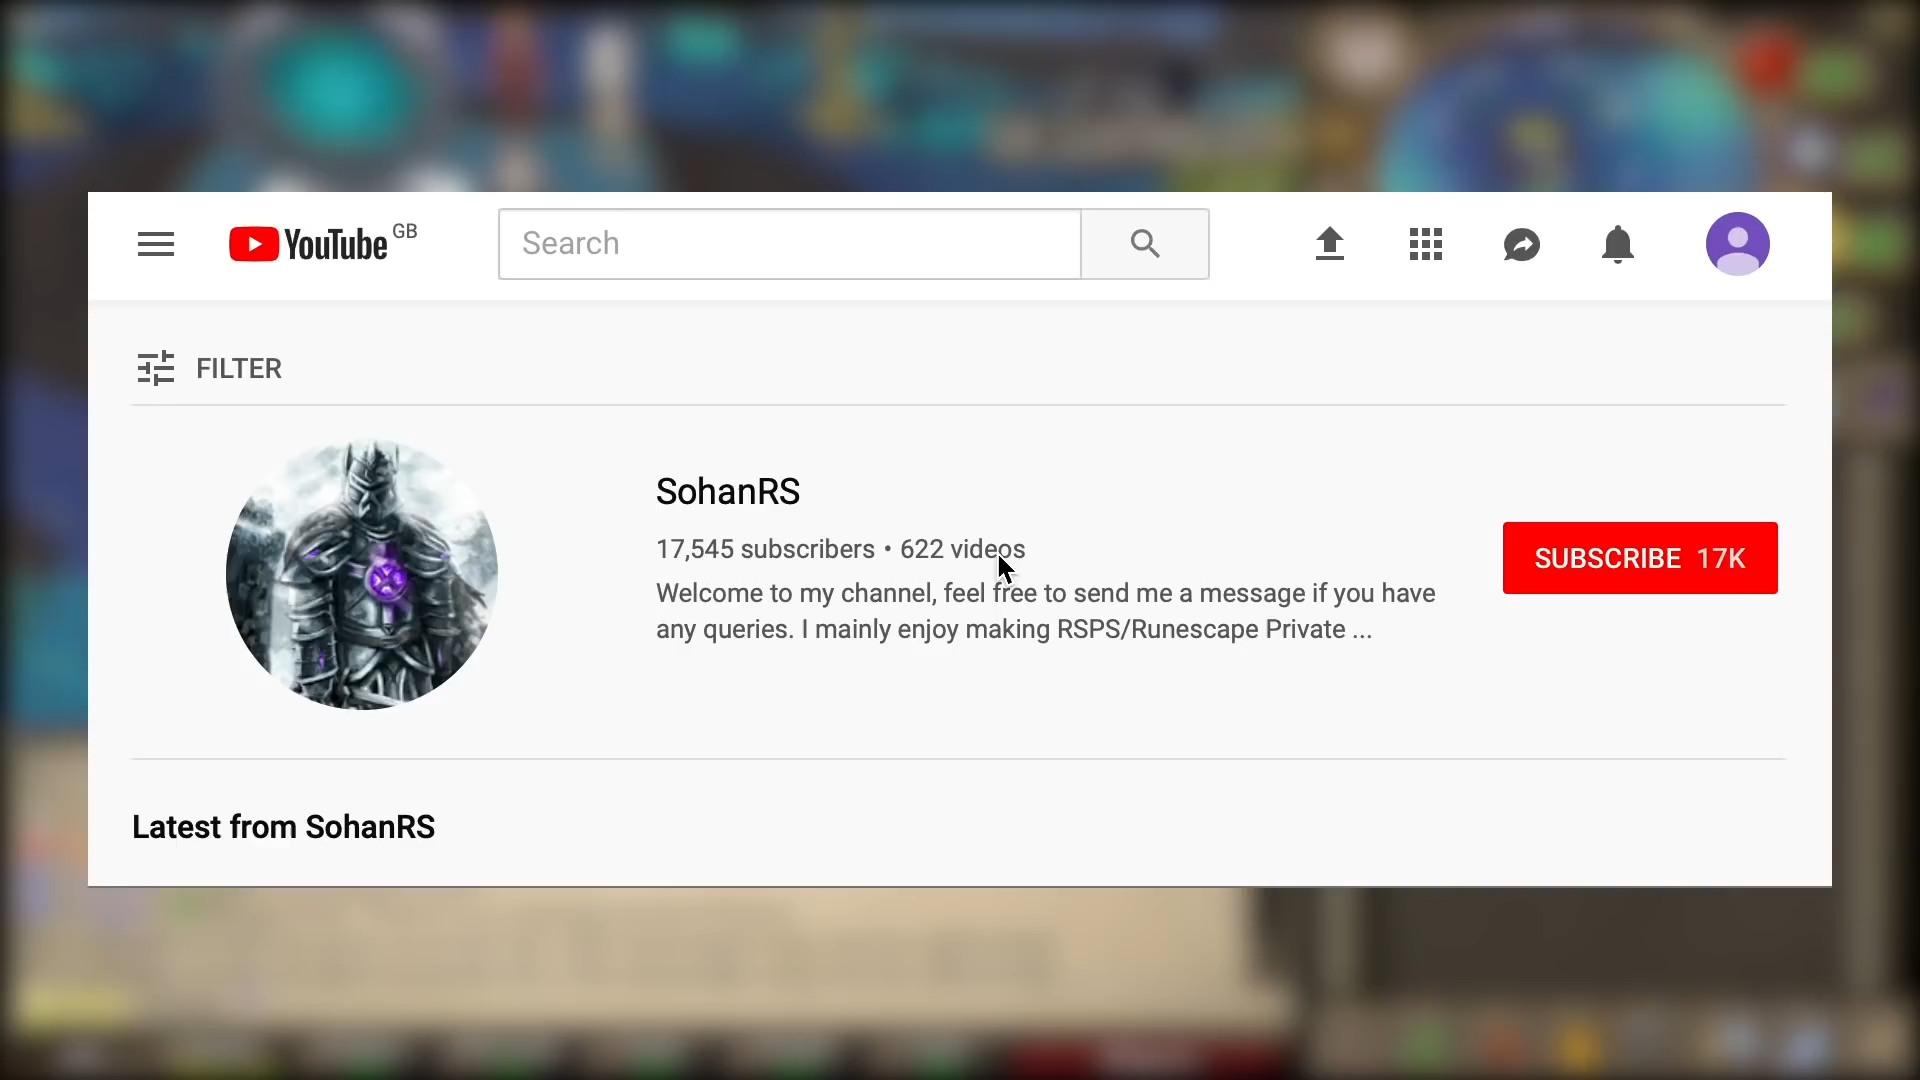 YouTube GB
Search
FILTER
SohanRS
17,545 subscribers • 622 videos
Welcome to my channel, feel free to send me a message if you have
any queries. I mainly enjoy making RSPS/Runescape Private ...
SUBSCRIBE 17K
Latest from SohanRS